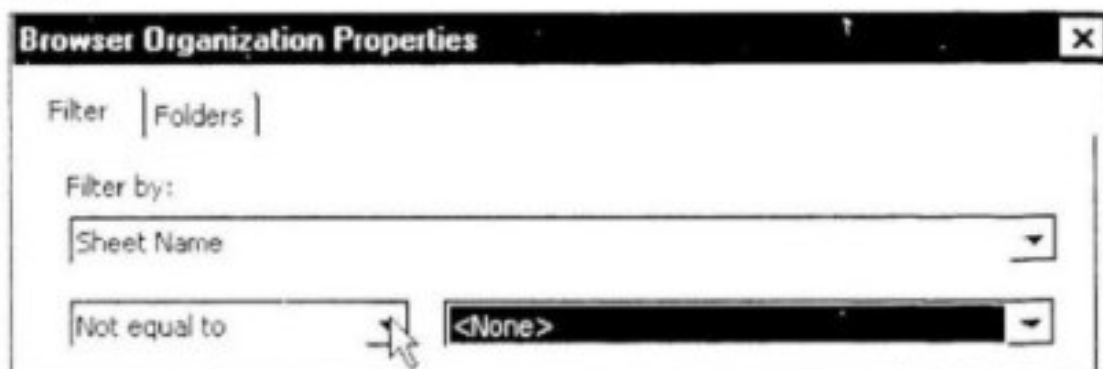 Browser Organization Properties
Filter Folders
Filter by:
Sheet Name
Not equal to <None>